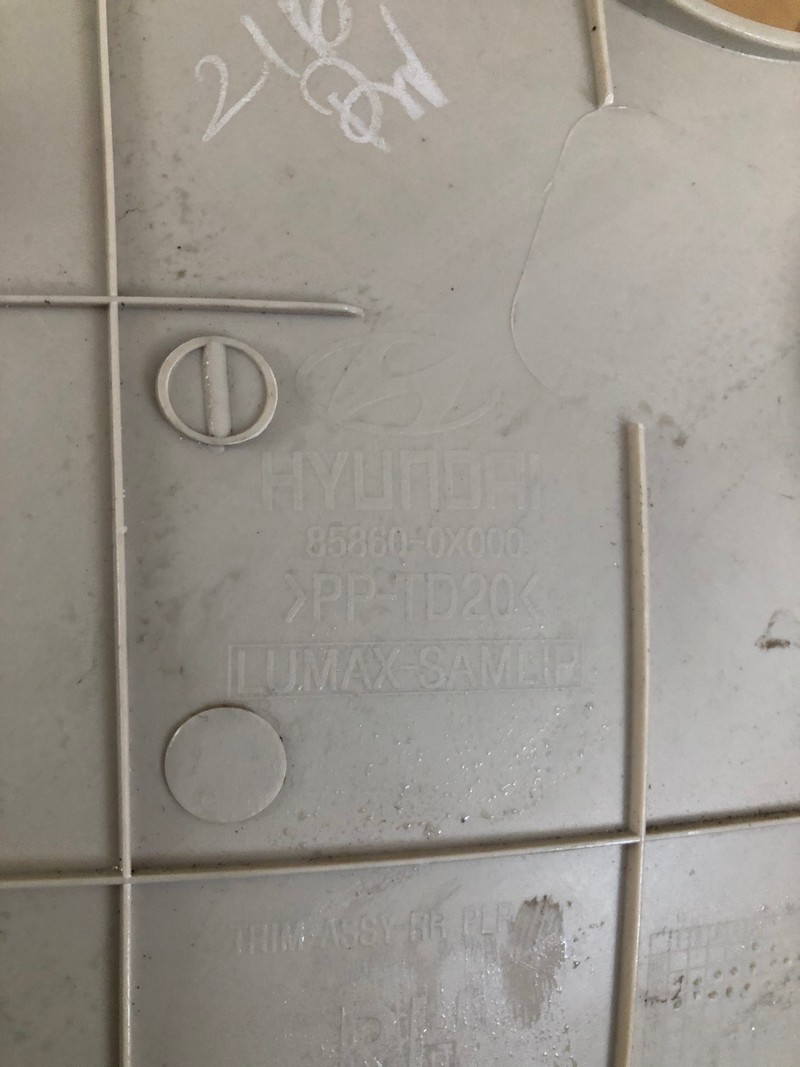 HYUNDAI
85860-0X000
>PP-TD20<
LUMAX-SAMLIP
TRIM ASSY-RR PLR
RH